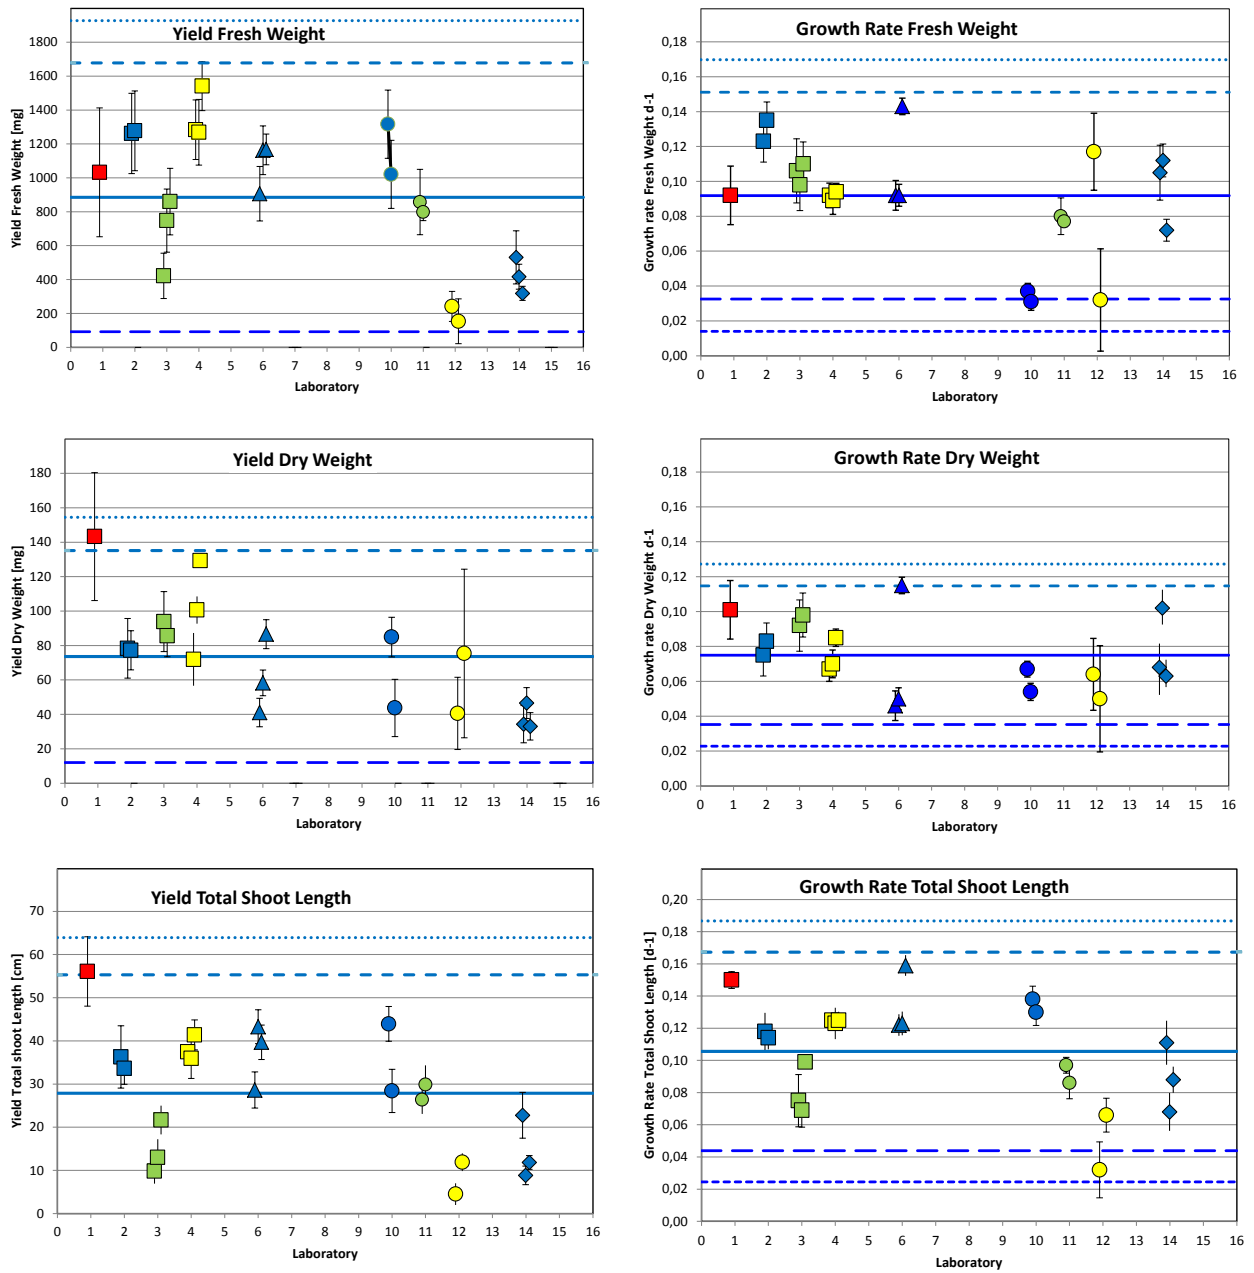 Yield Fresh Weight
Yield Fresh Weight [mg]
1800
1600
1400
1200
1000
800
600
400
200
0
0 1 2 3 4 5 6 7 8 9 10 11 12 13 14 15 16
Laboratory
Growth Rate Fresh Weight
Growth rate Fresh Weight d-1
0,18
0,16
0,14
0,12
0,10
0,08
0,06
0,04
0,02
0,00
0 1 2 3 4 5 6 7 8 9 10 11 12 13 14 15 16
Laboratory
Yield Dry Weight
Yield Dry Weight [mg]
180
160
140
120
100
80
60
40
20
0
0 1 2 3 4 5 6 7 8 9 10 11 12 13 14 15 16
Laboratory
Growth Rate Dry Weight
Growth rate Dry Weight d-1
0,18
0,16
0,14
0,12
0,10
0,08
0,06
0,04
0,02
0,00
0 1 2 3 4 5 6 7 8 9 10 11 12 13 14 15 16
Laboratory
Yield Total Shoot Length
Yield Total shoot Length [cm]
70
60
50
40
30
20
10
0
0 1 2 3 4 5 6 7 8 9 10 11 12 13 14 15 16
Laboratory
Growth Rate Total Shoot Length
Growth Rate Total Shoot Length [d-1]
0,20
0,18
0,16
0,14
0,12
0,10
0,08
0,06
0,04
0,02
0,00
0 1 2 3 4 5 6 7 8 9 10 11 12 13 14 15 16
Laboratory